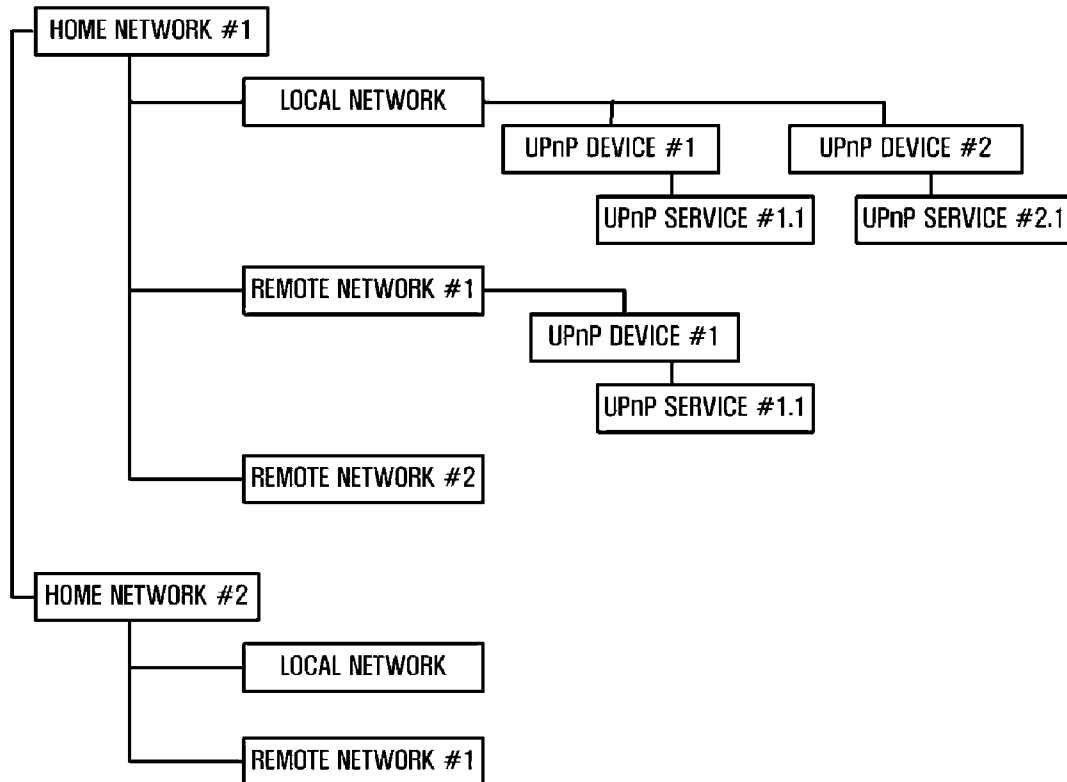 HOME NETWORK #1
LOCAL NETWORK
UPnP DEVICE #1
UPnP DEVICE #2
UPnP SERVICE #1.1
UPnP SERVICE #2.1
REMOTE NETWORK #1
UPnP DEVICE #1
UPnP SERVICE #1.1
REMOTE NETWORK #2
HOME NETWORK #2
LOCAL NETWORK
REMOTE NETWORK #1